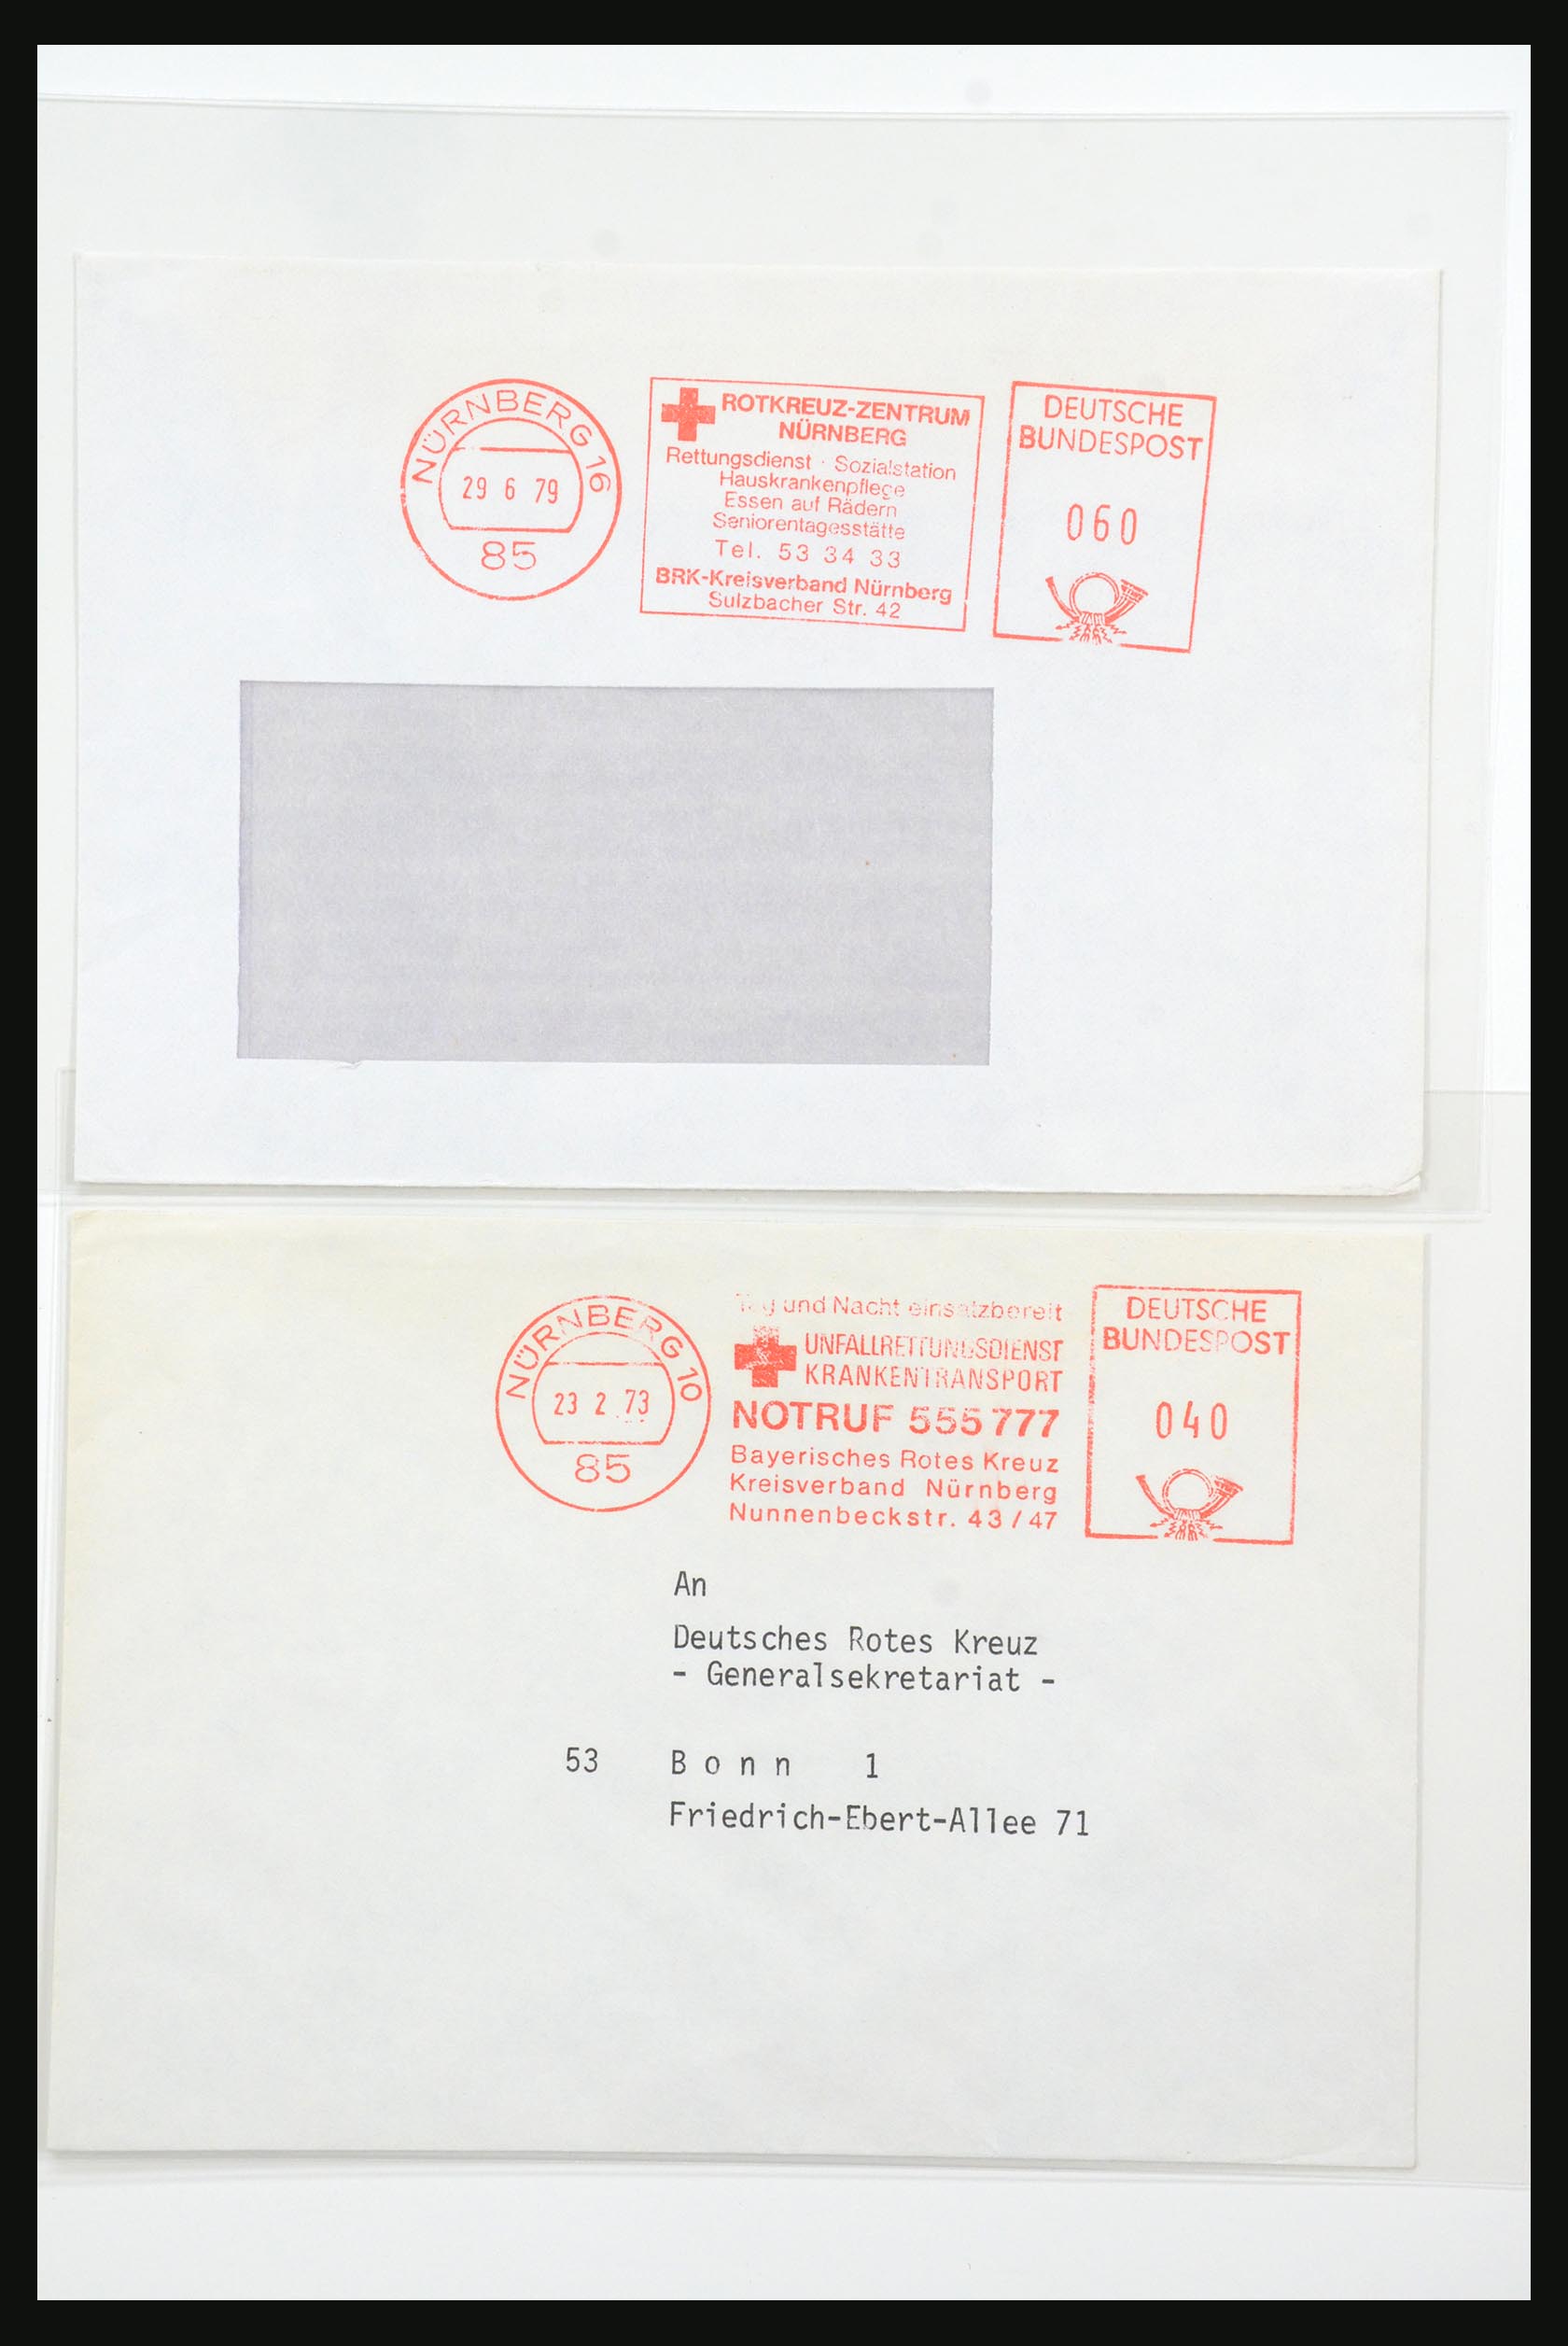 NÜRNBERG 16
29 6 79
85
ROTKREUZ-ZENTRUM
NÜRNBERG
Rettungsdienst · Sozialstation
Hauskrankenpflege
Essen auf Rädern
Seniorentagesstätte
Tel. 53 34 33
BRK-Kreisverband Nürnberg
Sulzbacher Str. 42
DEUTSCHE
BUNDESPOST
060
NÜRNBERG 10
23 2 73
85
Tag und Nacht einsatzbereit
UNFALLRETTUNGSDIENST
KRANKENTRANSPORT
NOTRUF 555 777
Bayerisches Rotes Kreuz
Kreisverband Nürnberg
Nunnenbeckstr. 43/47
DEUTSCHE
BUNDESPOST
040
An
Deutsches Rotes Kreuz
- Generalsekretariat -
53 Bonn 1
Friedrich-Ebert-Allee 71